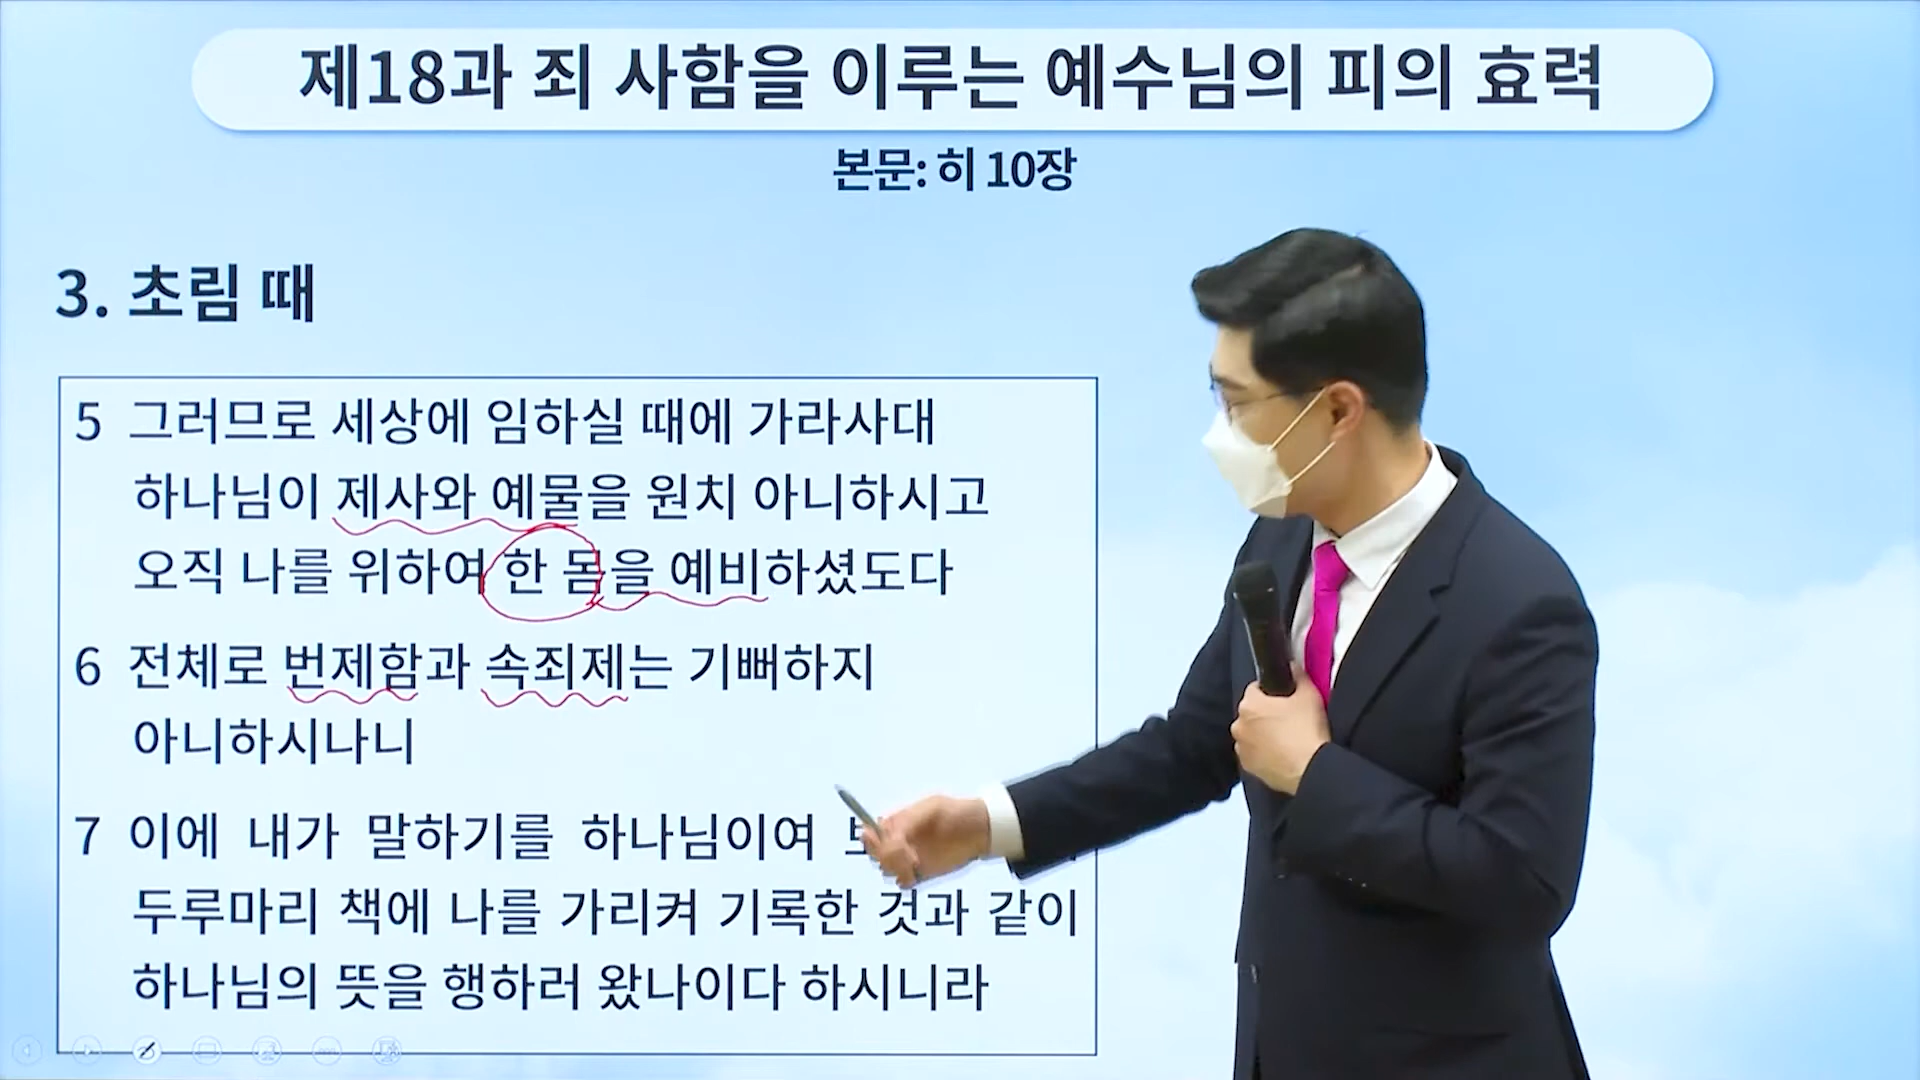 제18과 죄 사함을 이루는 예수님의 피의 효력
본문: 히 10장
3. 초림 때
5 그러므로 세상에 임하실 때에 가라사대
하나님이 제사와 예물을 원치 아니하시고
오직 나를 위하여 한 몸을 예비하셨도다
6 전체로 번제함과 속죄제는 기뻐하지
아니하시나니
7 이에 내가 말하기를 하나님이여
두루마리 책에 나를 가리켜 기록한 것과 같이
하나님의 뜻을 행하러 왔나이다 하시니라